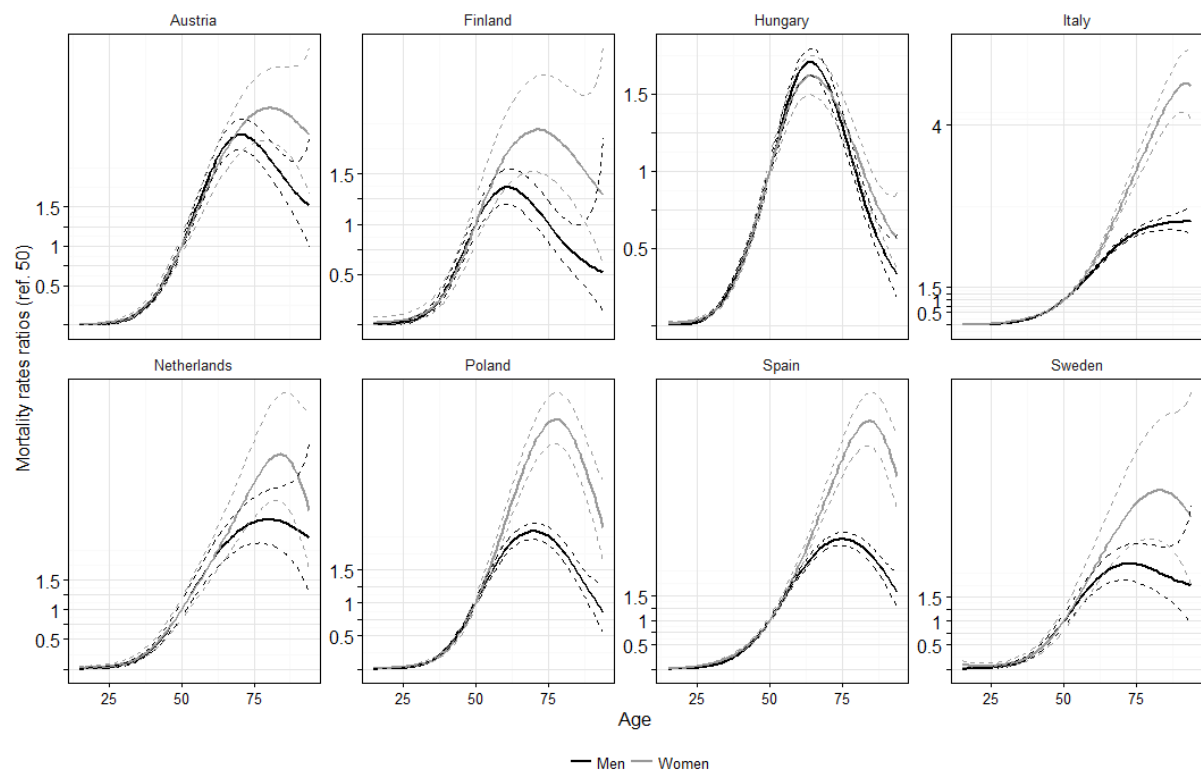 Austria Finland Hungary Italy
1.5 1 0.5
1.5 1 0.5
1.5 1 0.5
4 1.5 1 0.5
Mortality rates ratios (ref. 50)
Netherlands Poland Spain Sweden
1.5 1 0.5
1.5 1 0.5
1.5 1 0.5
1.5 1 0.5
25 50 75 25 50 75 25 50 75 25 50 75
Age
Men Women